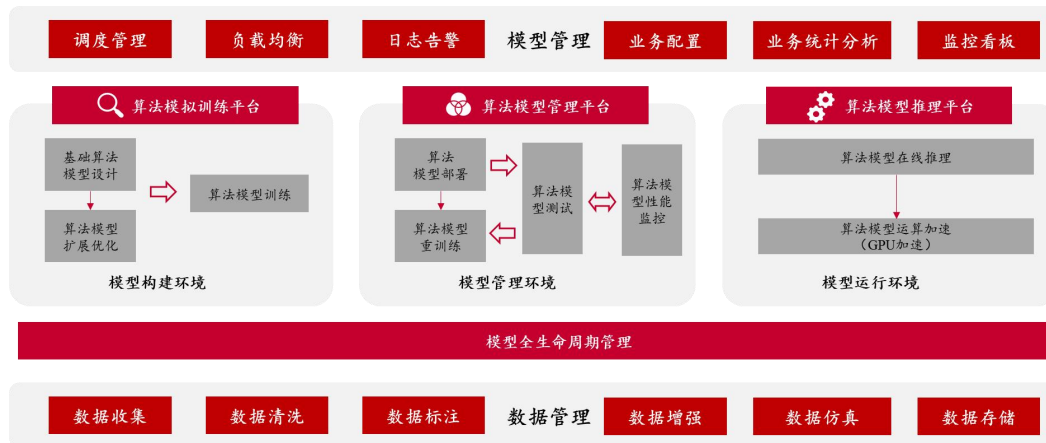 调度管理
负载均衡
日志告警
模型管理
业务配置
业务统计分析
监控看板
算法模拟训练平台
基础算法
模型设计
算法模型训练
算法模型
扩展优化
模型构建环境
算法模型管理平台
算法
模型部署
算法模
型测试
算法模
型性能
监控
算法模型
重训练
模型管理环境
算法模型推理平台
算法模型在线推理
算法模型运算加速
（GPU加速）
模型运行环境
模型全生命周期管理
数据收集
数据清洗
数据标注
数据管理
数据增强
数据仿真
数据存储